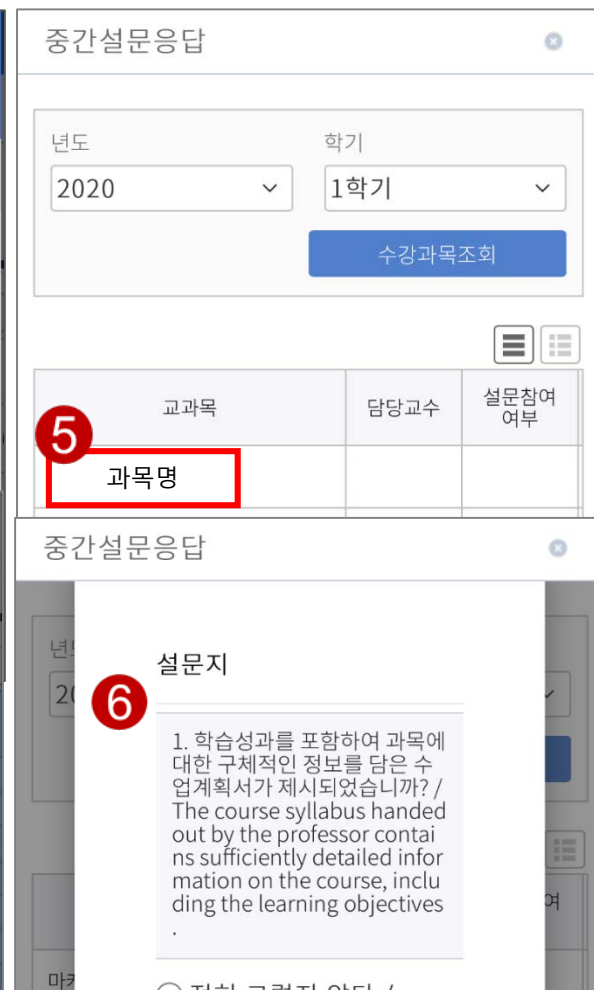 중간설문응답
년도 학기
2020 1학기
수강과목조회
교과목 담당교수 설문참여
여부
5
과목명
중간설문응답
년
20
설문지
6
1. 학습성과를 포함하여 과목에
대한 구체적인 정보를 담은 수
업계획서가 제시되었습니까? /
The course syllabus handed
out by the professor contai
ns sufficiently detailed infor
mation on the course, inclu
ding the learning objectives
.
여
마케